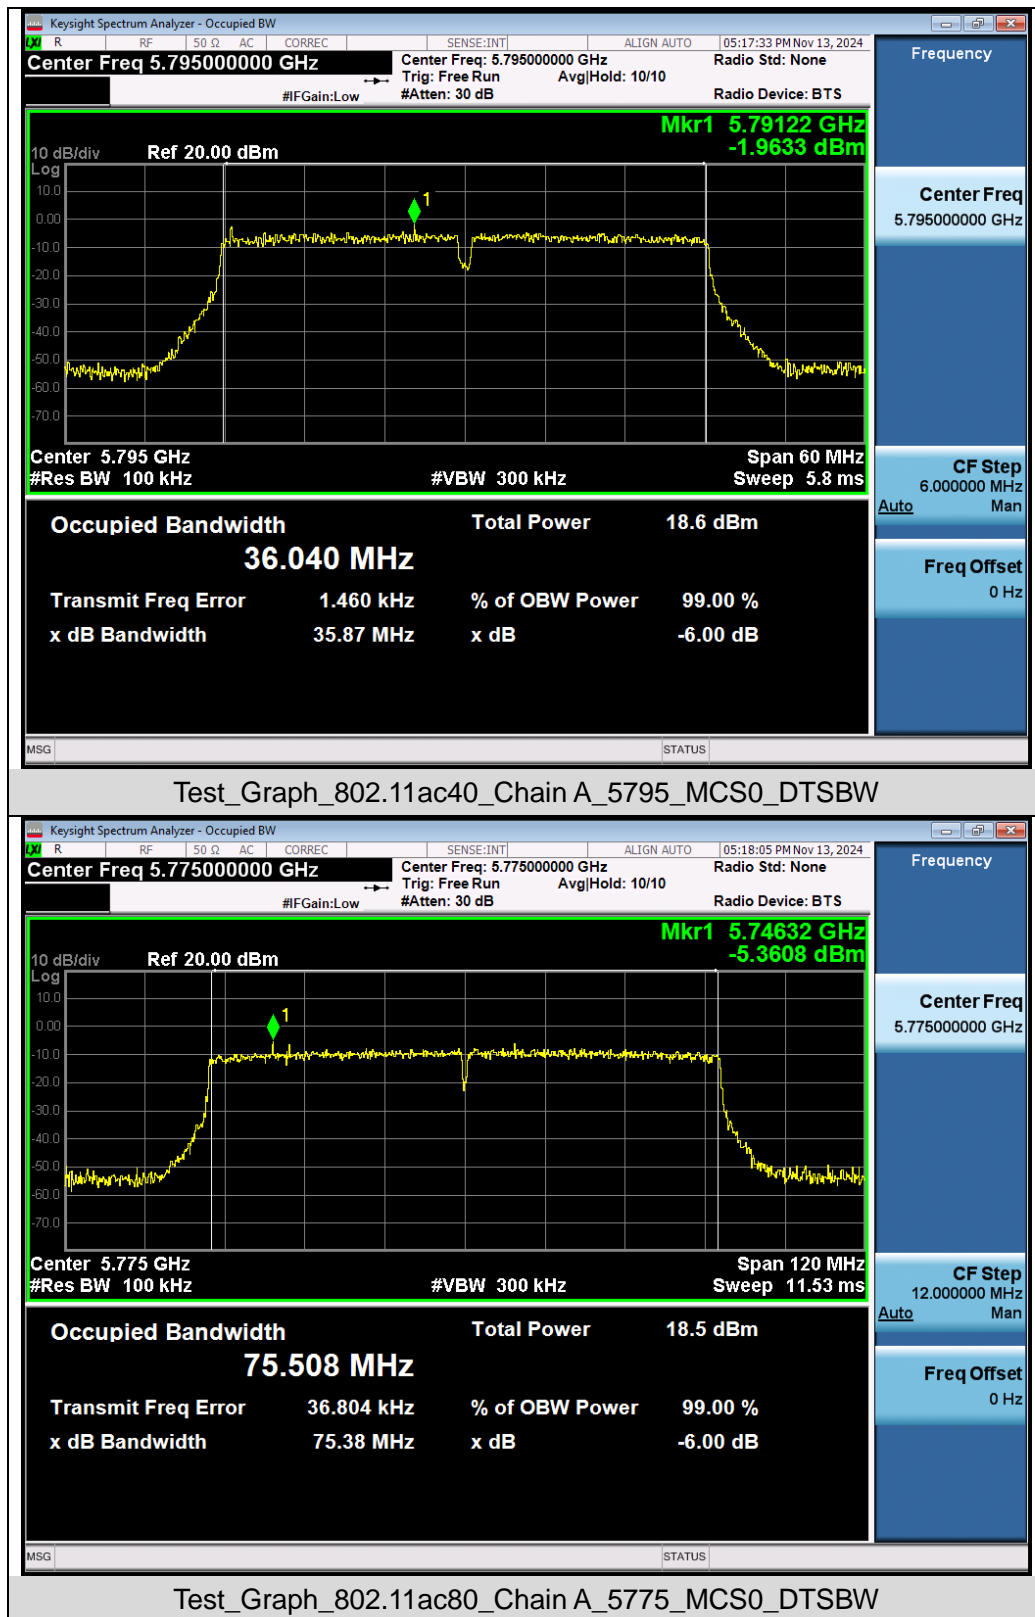 Keysight Spectrum Analyzer - Occupied BW
LXI R RF 50 Ω AC CORREC SENSE:INT ALIGN AUTO 05:17:33 PM Nov 13, 2024
Center Freq 5.795000000 GHz Center Freq: 5.795000000 GHz Radio Std: None
Trig: Free Run Avg|Hold: 10/10
#IFGain:Low #Atten: 30 dB Radio Device: BTS
Frequency
Mkr1 5.79122 GHz
-1.9633 dBm
10 dB/div Ref 20.00 dBm
Log
10.0
0.00
-10.0
-20.0
-30.0
-40.0
-50.0
-60.0
-70.0
1
Center Freq
5.795000000 GHz
Center 5.795 GHz Span 60 MHz
#Res BW 100 kHz #VBW 300 kHz Sweep 5.8 ms
CF Step
6.000000 MHz
Auto Man
Occupied Bandwidth Total Power 18.6 dBm
36.040 MHz
Transmit Freq Error 1.460 kHz % of OBW Power 99.00 %
x dB Bandwidth 35.87 MHz x dB -6.00 dB
Freq Offset
0 Hz
MSG STATUS
Test_Graph_802.11ac40_Chain A_5795_MCS0_DTSBW
Keysight Spectrum Analyzer - Occupied BW
LXI R RF 50 Ω AC CORREC SENSE:INT ALIGN AUTO 05:18:05 PM Nov 13, 2024
Center Freq 5.775000000 GHz Center Freq: 5.775000000 GHz Radio Std: None
Trig: Free Run Avg|Hold: 10/10
#IFGain:Low #Atten: 30 dB Radio Device: BTS
Frequency
Mkr1 5.74632 GHz
-5.3608 dBm
10 dB/div Ref 20.00 dBm
Log
10.0
0.00
-10.0
-20.0
-30.0
-40.0
-50.0
-60.0
-70.0
1
Center Freq
5.775000000 GHz
Center 5.775 GHz Span 120 MHz
#Res BW 100 kHz #VBW 300 kHz Sweep 11.53 ms
CF Step
12.000000 MHz
Auto Man
Occupied Bandwidth Total Power 18.5 dBm
75.508 MHz
Transmit Freq Error 36.804 kHz % of OBW Power 99.00 %
x dB Bandwidth 75.38 MHz x dB -6.00 dB
Freq Offset
0 Hz
MSG STATUS
Test_Graph_802.11ac80_Chain A_5775_MCS0_DTSBW